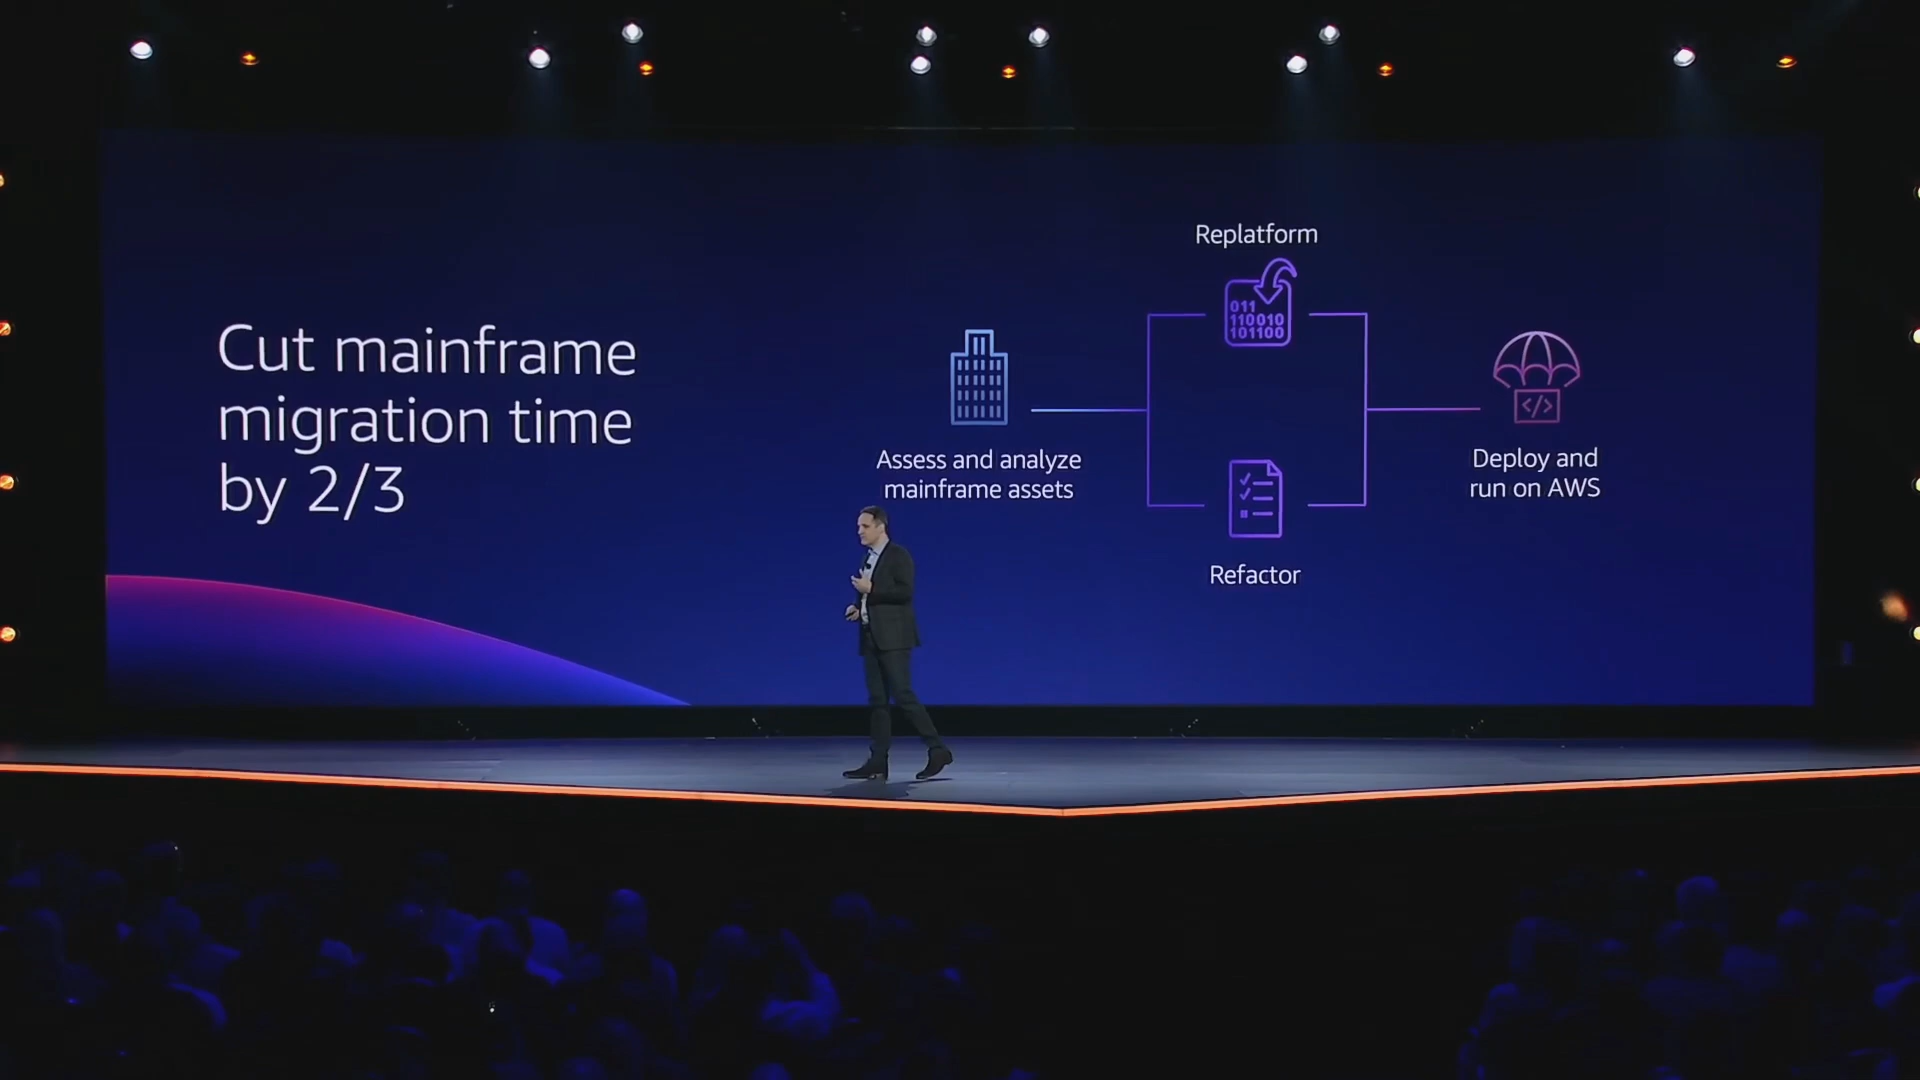 Cut mainframe
migration time
by 2/3
Assess and analyze
mainframe assets
Replatform
011
110010
101100
Refactor
</>
Deploy and
run on AWS